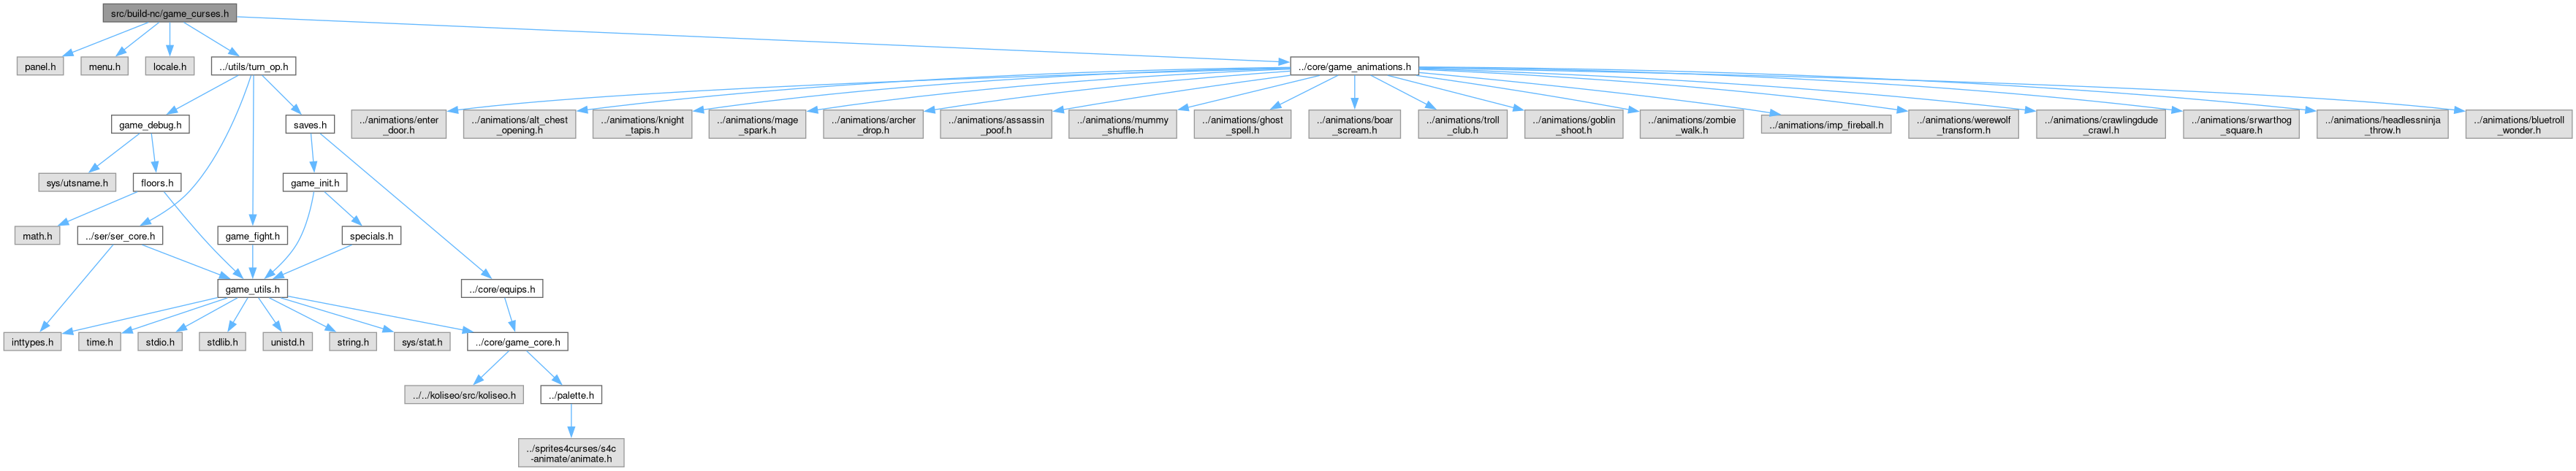 src/build-nc/game_curses.h
panel.h
menu.h
locale.h
../utils/turn_op.h
../core/game_animations.h
game_debug.h
saves.h
../animations/enter
_door.h
../animations/alt_chest
_opening.h
../animations/knight
_tapis.h
../animations/mage
_spark.h
../animations/archer
_drop.h
../animations/assassin
_poof.h
../animations/mummy
_shuffle.h
../animations/ghost
_spell.h
../animations/boar
_scream.h
../animations/troll
_club.h
../animations/goblin
_shoot.h
../animations/zombie
_walk.h
../animations/imp_fireball.h
../animations/werewolf
_transform.h
../animations/crawlingdude
_crawl.h
../animations/srwarthog
_square.h
../animations/headlessninja
_throw.h
../animations/bluetroll
_wonder.h
sys/utsname.h
floors.h
game_init.h
math.h
../ser/ser_core.h
game_fight.h
specials.h
game_utils.h
../core/equips.h
inttypes.h
time.h
stdio.h
stdlib.h
unistd.h
string.h
sys/stat.h
../core/game_core.h
../../koliseo/src/koliseo.h
../palette.h
../sprites4curses/s4c
-animate/animate.h